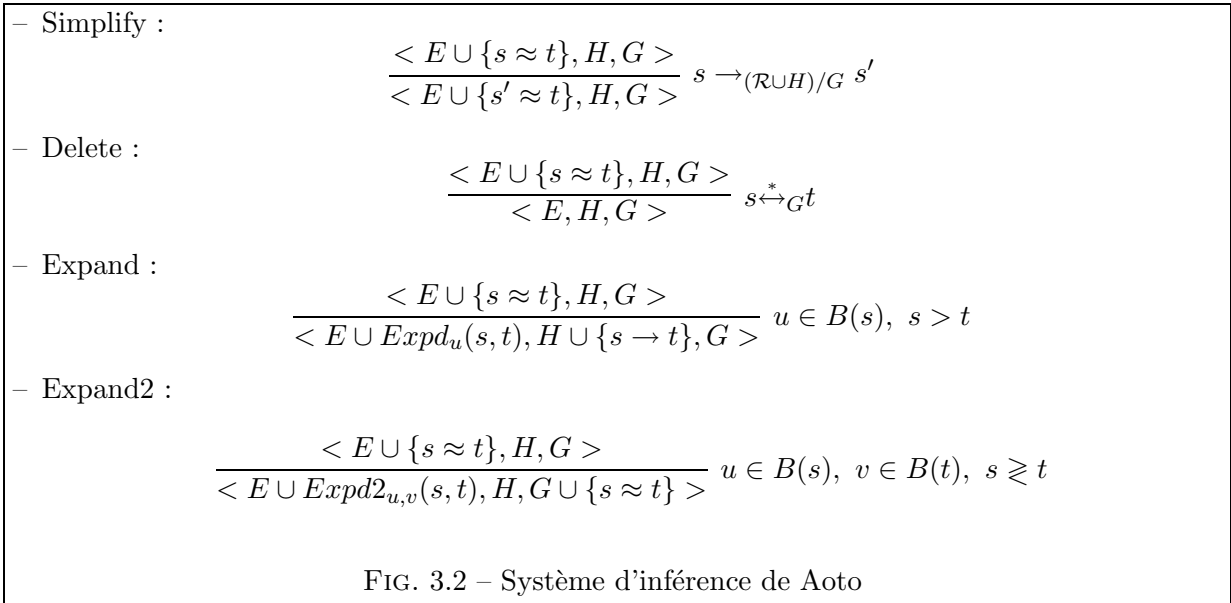 – Simplify :
< E ∪ {s ≈ t}, H, G >
< E ∪ {s′ ≈ t}, H, G > s →(R∪H)/G s′
– Delete :
< E ∪ {s ≈ t}, H, G >
< E, H, G > s ↔*G t
– Expand :
< E ∪ {s ≈ t}, H, G >
< E ∪ Expdu(s, t), H ∪ {s → t}, G > u ∈ B(s), s > t
– Expand2 :
< E ∪ {s ≈ t}, H, G >
< E ∪ Expd2u,v(s, t), H, G ∪ {s ≈ t} > u ∈ B(s), v ∈ B(t), s ≷ t
FIG. 3.2 – Système d'inférence de Aoto